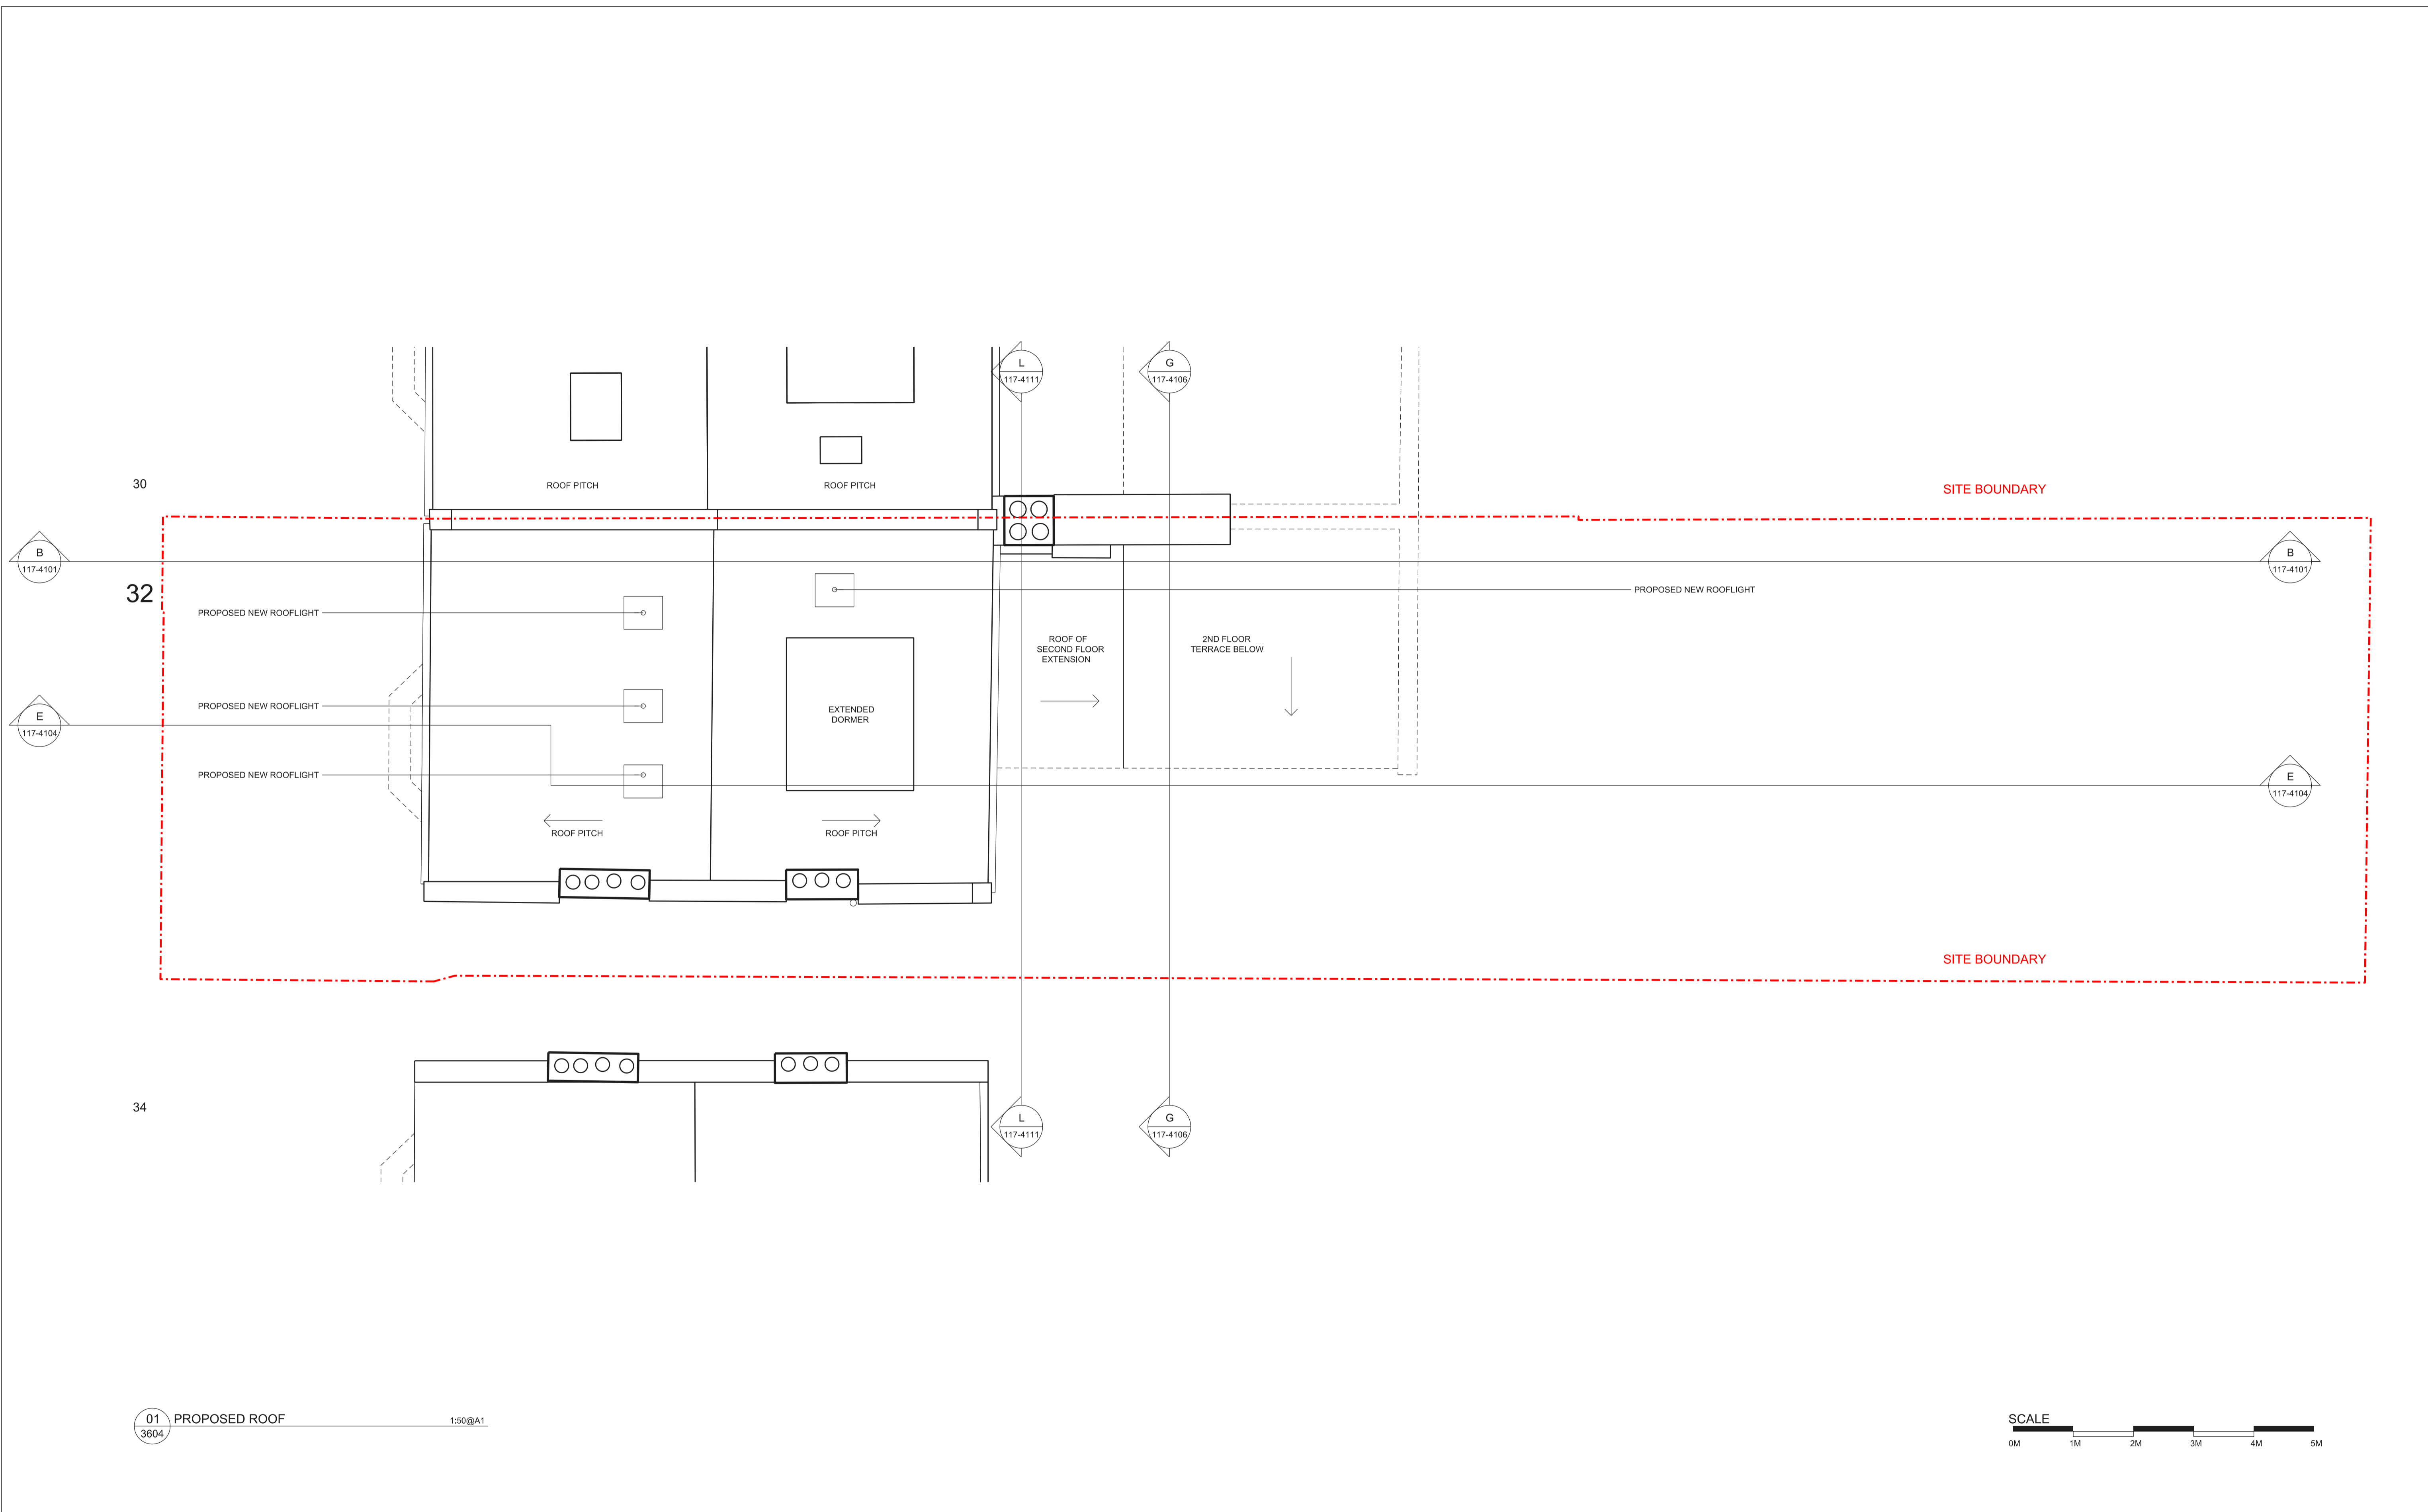 L
117-4111
G
117-4106
30
ROOF PITCH
ROOF PITCH
SITE BOUNDARY
B
117-4101
B
117-4101
32
PROPOSED NEW ROOFLIGHT
PROPOSED NEW ROOFLIGHT
ROOF OF
SECOND FLOOR
EXTENSION
2ND FLOOR
TERRACE BELOW
PROPOSED NEW ROOFLIGHT
EXTENDED
DORMER
E
117-4104
PROPOSED NEW ROOFLIGHT
E
117-4104
ROOF PITCH
ROOF PITCH
SITE BOUNDARY
34
L
117-4111
G
117-4106
01
3604
PROPOSED ROOF
1:50@A1
SCALE
0M 1M 2M 3M 4M 5M